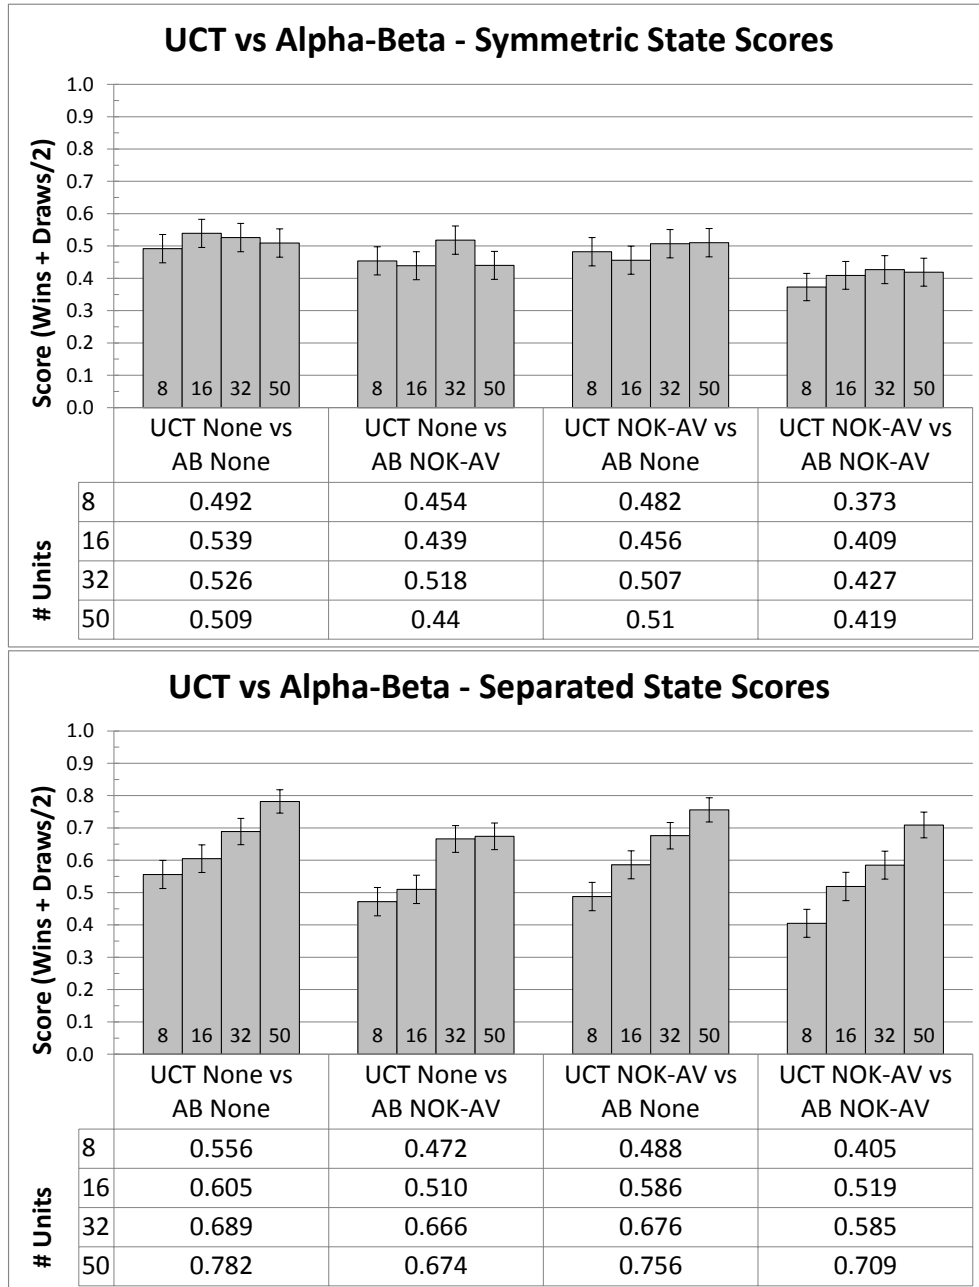 UCT vs Alpha-Beta - Symmetric State Scores
Score (Wins + Draws/2)
1.0
0.9
0.8
0.7
0.6
0.5
0.4
0.3
0.2
0.1
0.0
8 16 32 50 8 16 32 50 8 16 32 50 8 16 32 50
UCT None vs AB None
UCT None vs AB NOK-AV
UCT NOK-AV vs AB None
UCT NOK-AV vs AB NOK-AV
# Units
8 0.492 0.454 0.482 0.373
16 0.539 0.439 0.456 0.409
32 0.526 0.518 0.507 0.427
50 0.509 0.44 0.51 0.419
UCT vs Alpha-Beta - Separated State Scores
Score (Wins + Draws/2)
1.0
0.9
0.8
0.7
0.6
0.5
0.4
0.3
0.2
0.1
0.0
8 16 32 50 8 16 32 50 8 16 32 50 8 16 32 50
UCT None vs AB None
UCT None vs AB NOK-AV
UCT NOK-AV vs AB None
UCT NOK-AV vs AB NOK-AV
# Units
8 0.556 0.472 0.488 0.405
16 0.605 0.510 0.586 0.519
32 0.689 0.666 0.676 0.585
50 0.782 0.674 0.756 0.709